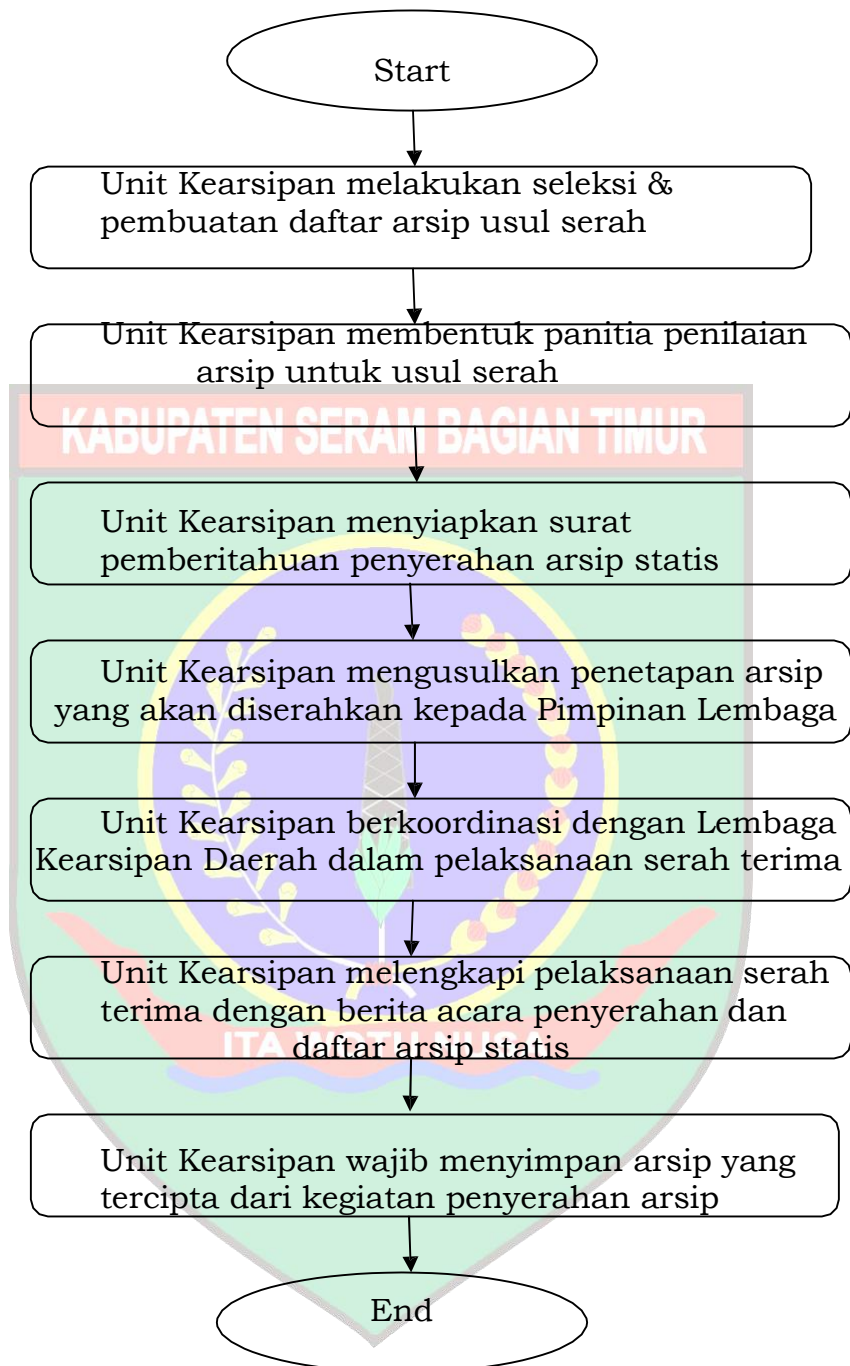 Start
Unit Kearsipan melakukan seleksi &
pembuatan daftar arsip usul serah
Unit Kearsipan membentuk panitia penilaian
arsip untuk usul serah
KABUPATEN SERAM BAGIAN TIMUR
Unit Kearsipan menyiapkan surat
pemberitahuan penyerahan arsip statis
Unit Kearsipan mengusulkan penetapan arsip
yang akan diserahkan kepada Pimpinan Lembaga
Unit Kearsipan berkoordinasi dengan Lembaga
Kearsipan Daerah dalam pelaksanaan serah terima
Unit Kearsipan melengkapi pelaksanaan serah
terima dengan berita acara penyerahan dan
daftar arsip statis
ITA WOTU NUSA
Unit Kearsipan wajib menyimpan arsip yang
tercipta dari kegiatan penyerahan arsip
End